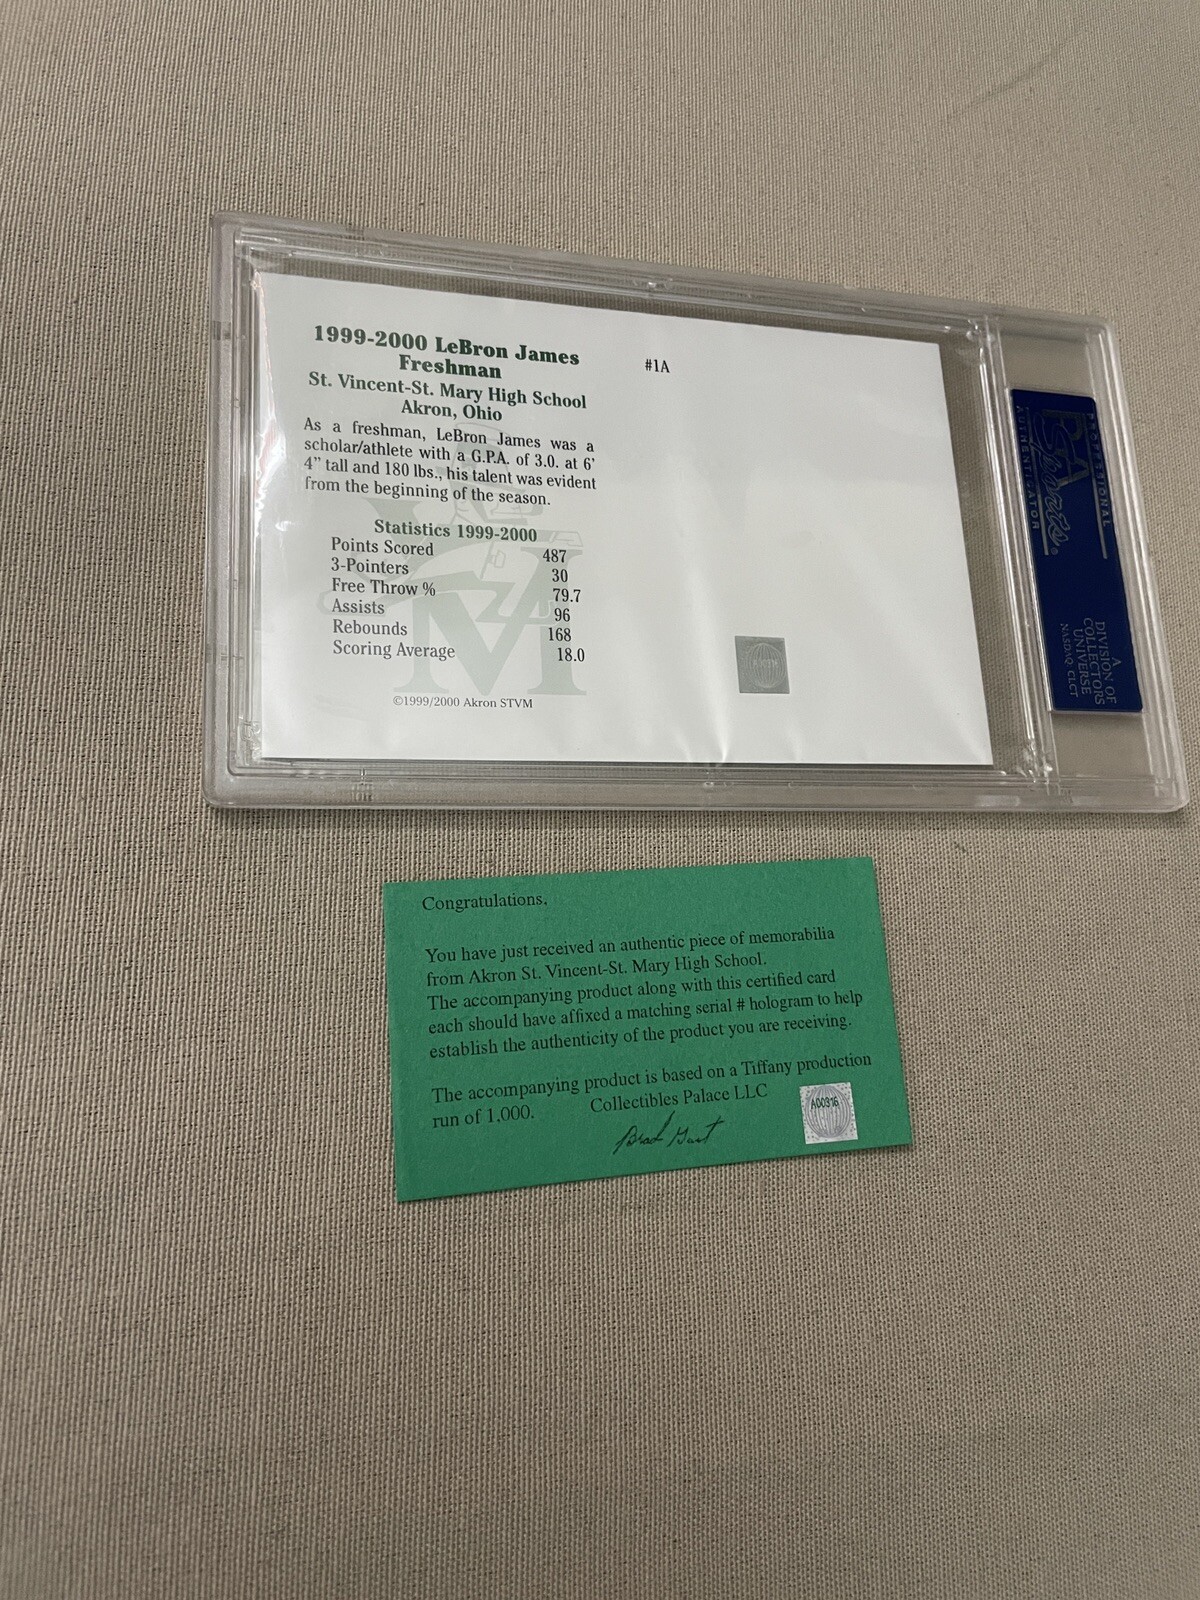 1999-2000 LeBron James
Freshman
#1A
St. Vincent-St. Mary High School
Akron, Ohio
As a freshman, LeBron James was a
scholar/athlete with a G.P.A. of 3.0. at 6'
4" tall and 180 lbs., his talent was evident
from the beginning of the season.
Statistics 1999-2000
Points Scored 487
3-Pointers 30
Free Throw % 79.7
Assists 96
Rebounds 168
Scoring Average 18.0
©1999/2000 Akron STVM
PROFESSIONAL
PSA
Sports
AUTHENTICATOR
A
DIVISION OF
COLLECTORS
UNIVERSE
NASDAQ CLCT
Congratulations,
You have just received an authentic piece of memorabilia
from Akron St. Vincent-St. Mary High School.
The accompanying product along with this certified card
each should have affixed a matching serial # hologram to help
establish the authenticity of the product you are receiving.
The accompanying product is based on a Tiffany production
run of 1,000. Collectibles Palace LLC
A00316